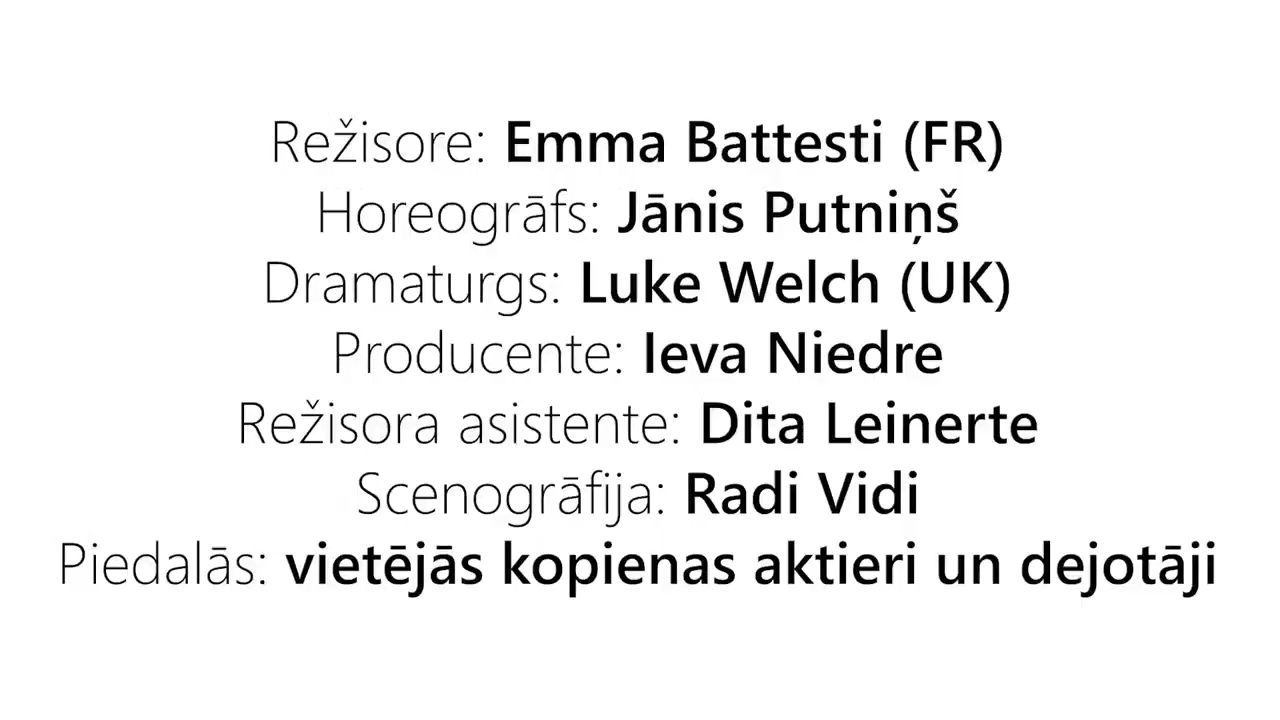 Režisore: Emma Battesti (FR)
Horeogrāfs: Jānis Putniņš
Dramaturgs: Luke Welch (UK)
Producente: Ieva Niedre
Režisora asistente: Dita Leinerte
Scenogrāfija: Radi Vidi
Piedalās: vietējās kopienas aktieri un dejotāji